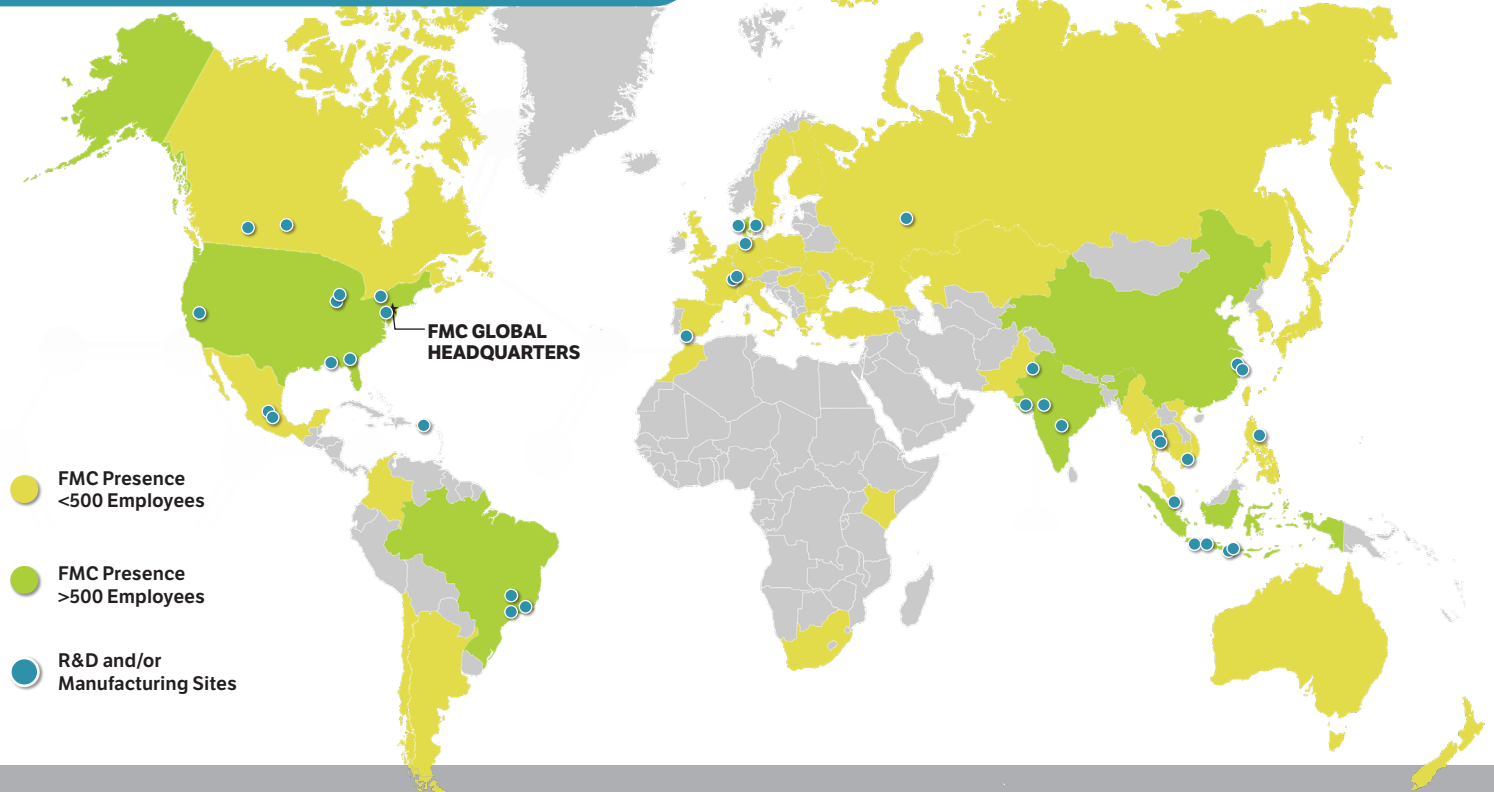 FMC GLOBAL
HEADQUARTERS
FMC Presence
<500 Employees
FMC Presence
>500 Employees
R&D and/or
Manufacturing Sites